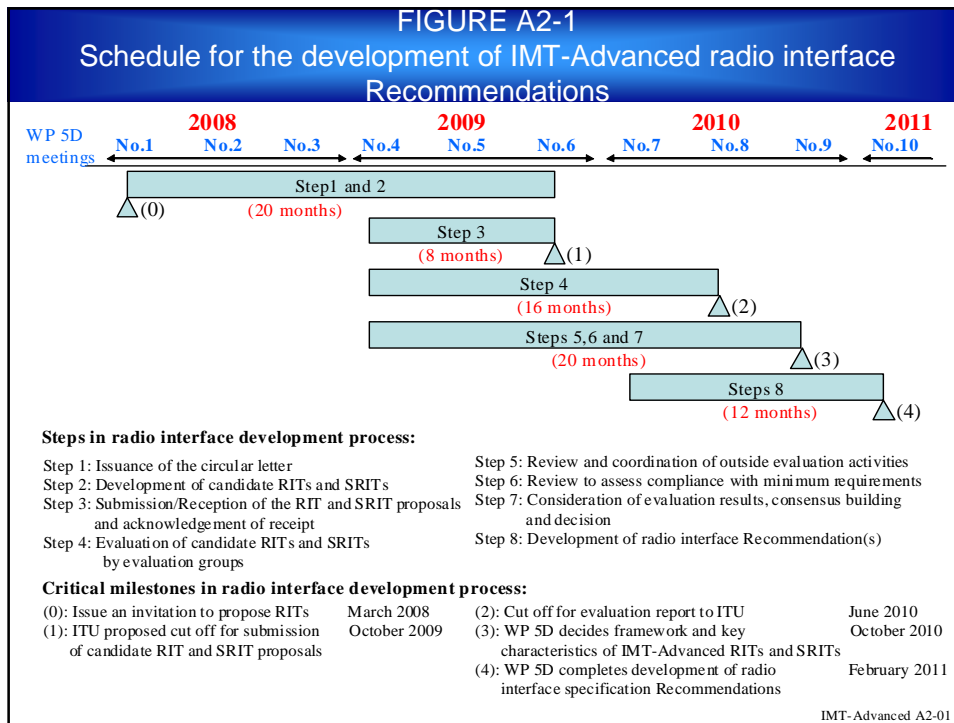 FIGURE A2-1
Schedule for the development of IMT-Advanced radio interface
Recommendations
2008 2009 2010 2011
WP 5D
meetings
No.1 No.2 No.3 No.4 No.5 No.6 No.7 No.8 No.9 No.10
Step1 and 2
(0) (20 months)
Step 3
(8 months) (1)
Step 4
(16 months) (2)
Steps 5,6 and 7
(20 months) (3)
Steps 8
(12 months) (4)
Steps in radio interface development process:
Step 1: Issuance of the circular letter
Step 2: Development of candidate RITs and SRITs
Step 3: Submission/Reception of the RIT and SRIT proposals
and acknowledgement of receipt
Step 4: Evaluation of candidate RITs and SRITs
by evaluation groups
Step 5: Review and coordination of outside evaluation activities
Step 6: Review to assess compliance with minimum requirements
Step 7: Consideration of evaluation results, consensus building
and decision
Step 8: Development of radio interface Recommendation(s)
Critical milestones in radio interface development process:
(0): Issue an invitation to propose RITs March 2008
(1): ITU proposed cut off for submission October 2009
of candidate RIT and SRIT proposals
(2): Cut off for evaluation report to ITU June 2010
(3): WP 5D decides framework and key October 2010
characteristics of IMT-Advanced RITs and SRITs
(4): WP 5D completes development of radio February 2011
interface specification Recommendations
IMT-Advanced A2-01